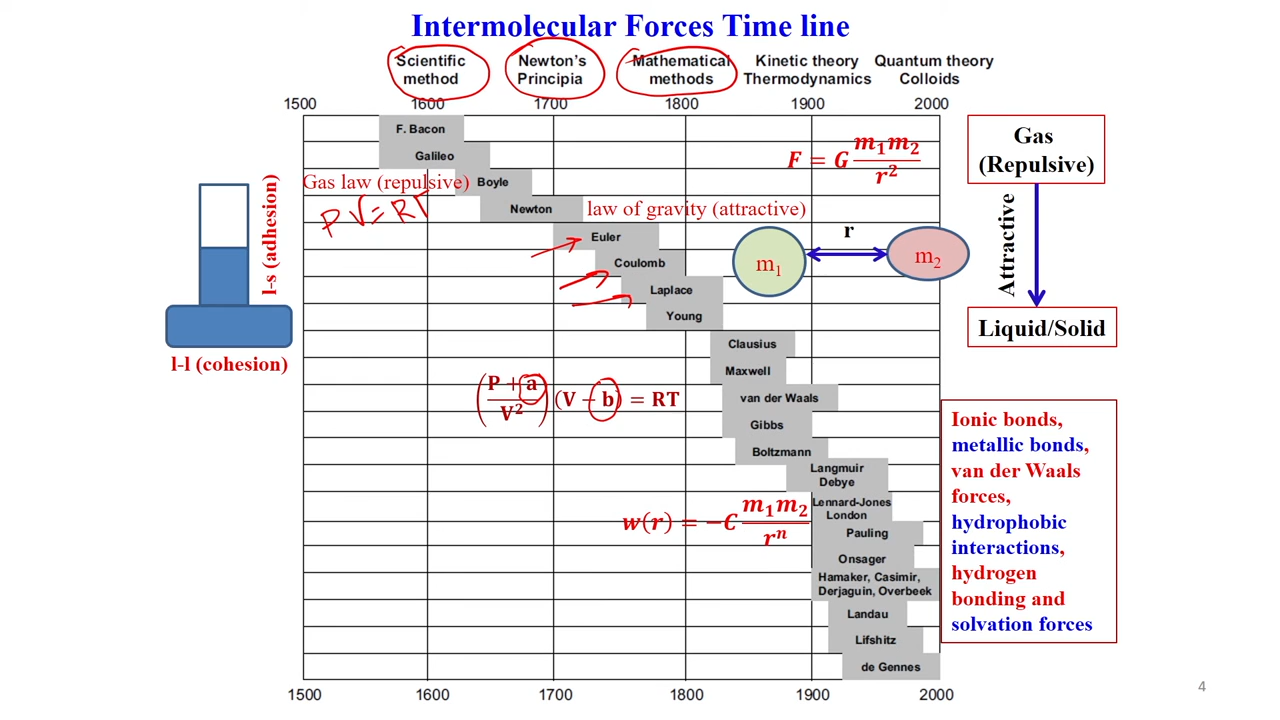 Intermolecular Forces Time line
Scientific method
Newton's Principia
Mathematical methods
Kinetic theory Thermodynamics
Quantum theory Colloids
1500 1600 1700 1800 1900 2000
F. Bacon
Galileo
Gas law (repulsive)
Boyle
PV=RT
Newton
law of gravity (attractive)
Euler
Coulomb
Laplace
Young
Clausius
Maxwell
van der Waals
Gibbs
Boltzmann
Langmuir
Debye
Lennard-Jones
London
Pauling
Onsager
Hamaker, Casimir,
Derjaguin, Overbeek
Landau
Lifshitz
de Gennes
1500 1600 1700 1800 1900 2000
F = G m₁m₂ / r²
m₁
r
m₂
(P + a / V²) (V − b) = RT
w(r) = −C m₁m₂ / rⁿ
l-s (adhesion)
l-l (cohesion)
Gas
(Repulsive)
Attractive
Liquid/Solid
Ionic bonds,
metallic bonds,
van der Waals
forces,
hydrophobic
interactions,
hydrogen
bonding and
solvation forces
4